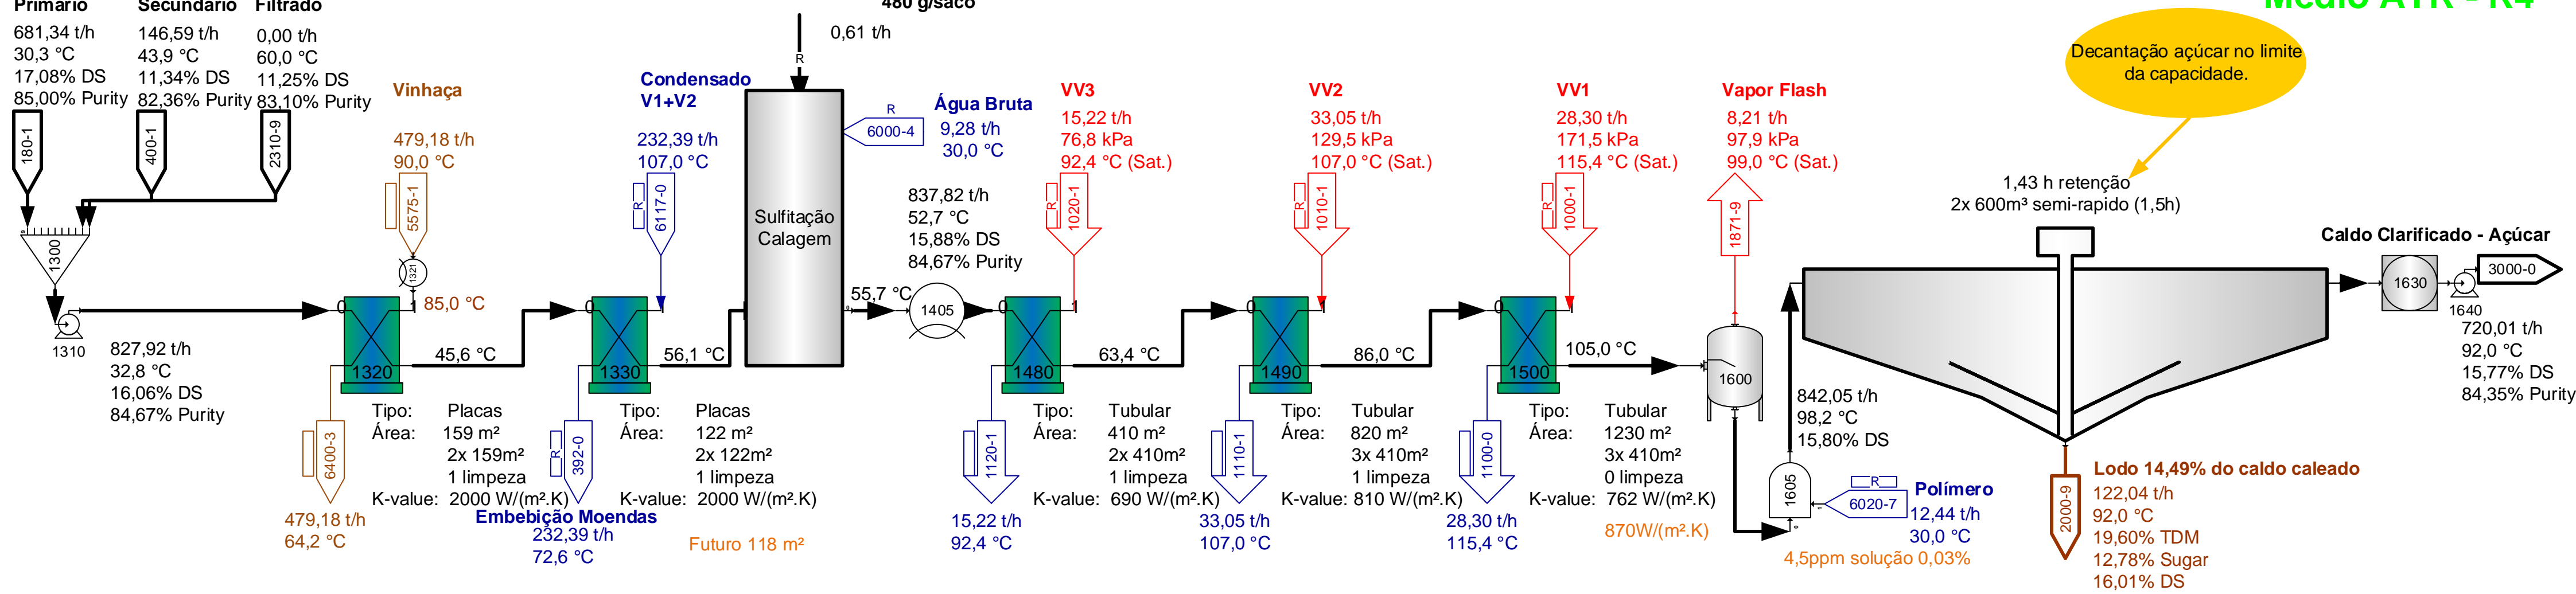 Primário
681,34 t/h
30,3 °C
17,08% DS
85,00% Purity
180-1
Secundário
146,59 t/h
43,9 °C
11,34% DS
82,36% Purity
400-1
Filtrado
0,00 t/h
60,0 °C
11,25% DS
83,10% Purity
2310-9
1300
1310
827,92 t/h
32,8 °C
16,06% DS
84,67% Purity
Vinhaça
479,18 t/h
90,0 °C
5575-1
1321
85,0 °C
0
1
1320
45,6 °C
6400-3
479,18 t/h
64,2 °C
Tipo: Placas
Área: 159 m²
2x 159m²
1 limpeza
K-value: 2000 W/(m².K)
Condensado
V1+V2
232,39 t/h
107,0 °C
R
6117-0
0
1
1330
56,1 °C
R
392-0
Embebição Moendas
232,39 t/h
72,6 °C
Tipo: Placas
Área: 122 m²
2x 122m²
1 limpeza
K-value: 2000 W/(m².K)
Futuro 118 m²
480 g/saco
0,61 t/h
R
Sulfitação
Calagem
R
6000-4
Água Bruta
9,28 t/h
30,0 °C
837,82 t/h
52,7 °C
15,88% DS
84,67% Purity
55,7 °C
1405
VV3
15,22 t/h
76,8 kPa
92,4 °C (Sat.)
R
1020-1
0
1
1480
63,4 °C
1120-1
15,22 t/h
92,4 °C
Tipo: Tubular
Área: 410 m²
2x 410m²
1 limpeza
K-value: 690 W/(m².K)
VV2
33,05 t/h
129,5 kPa
107,0 °C (Sat.)
R
1010-1
0
1
1490
86,0 °C
1110-1
33,05 t/h
107,0 °C
Tipo: Tubular
Área: 820 m²
3x 410m²
1 limpeza
K-value: 810 W/(m².K)
VV1
28,30 t/h
171,5 kPa
115,4 °C (Sat.)
R
1000-1
0
1
1500
105,0 °C
1100-0
28,30 t/h
115,4 °C
Tipo: Tubular
Área: 1230 m²
3x 410m²
0 limpeza
K-value: 762 W/(m².K)
870W/(m².K)
Vapor Flash
8,21 t/h
97,9 kPa
99,0 °C (Sat.)
1871-9
1600
842,05 t/h
98,2 °C
15,80% DS
1605
R
6020-7
Polímero
12,44 t/h
30,0 °C
4,5ppm solução 0,03%
Médio ATR - R4
Decantação açúcar no limite
da capacidade.
1,43 h retenção
2x 600m³ semi-rapido (1,5h)
2000-9
Lodo 14,49% do caldo caleado
122,04 t/h
92,0 °C
19,60% TDM
12,78% Sugar
16,01% DS
Caldo Clarificado - Açúcar
1630
1640
3000-0
720,01 t/h
92,0 °C
15,77% DS
84,35% Purity